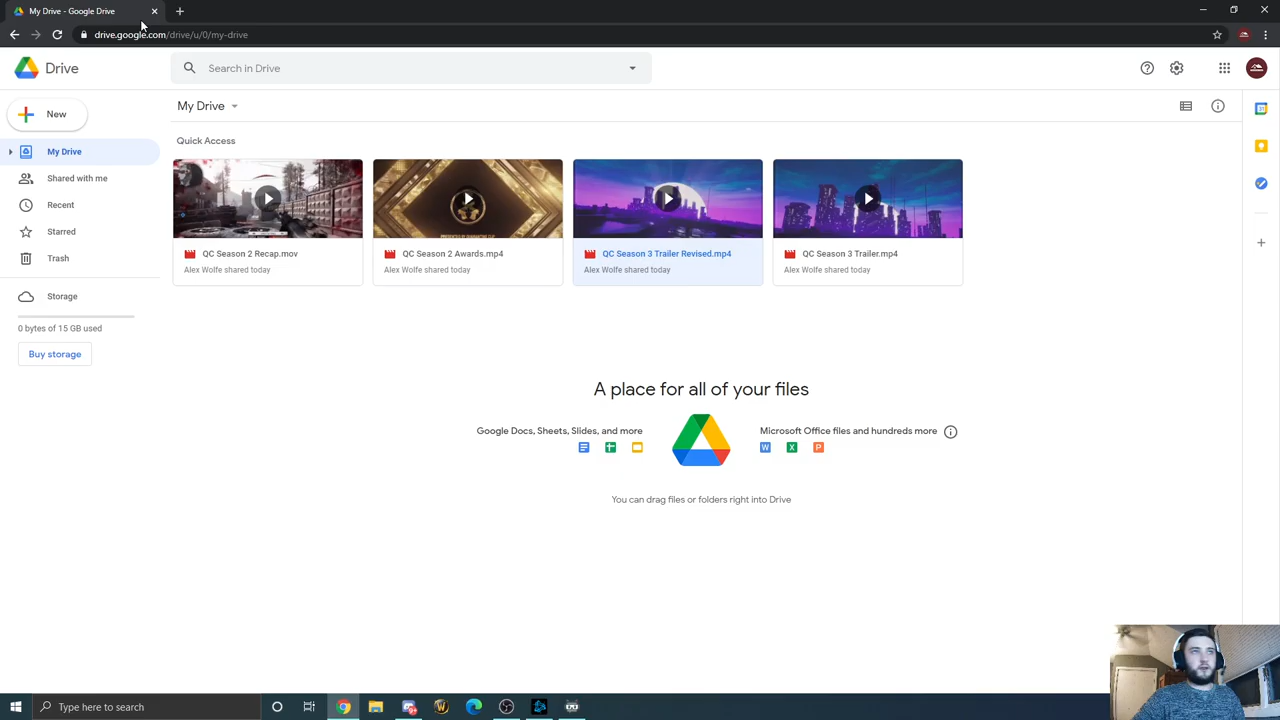 My Drive - Google Drive
drive.google.com/drive/u/0/my-drive
Drive
Search in Drive
New
My Drive
Quick Access
My Drive
Shared with me
Recent
Starred
Trash
Storage
0 bytes of 15 GB used
Buy storage
QC Season 2 Recap.mov
Alex Wolfe shared today
QC Season 2 Awards.mp4
Alex Wolfe shared today
QC Season 3 Trailer Revised.mp4
Alex Wolfe shared today
QC Season 3 Trailer.mp4
Alex Wolfe shared today
A place for all of your files
Google Docs, Sheets, Slides, and more
Microsoft Office files and hundreds more
W X P
You can drag files or folders right into Drive
Type here to search